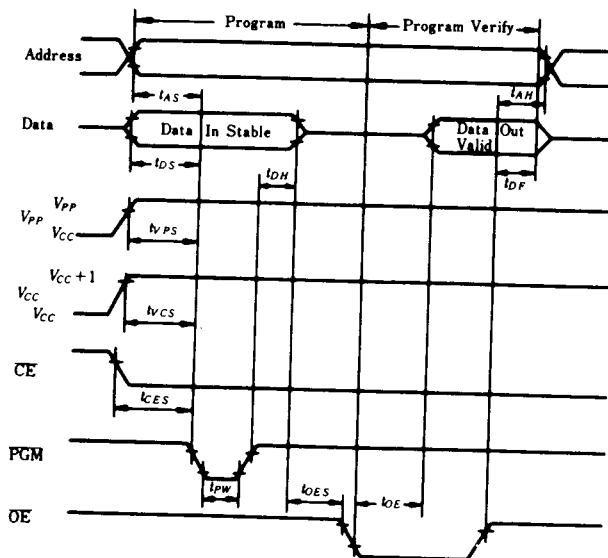 Program
Program Verify
Address
tAS
tAH
Data
Data In Stable
Data Out
Valid
tDS
tDH
tDF
VPP
VPP
VCC
tVPS
VCC + 1
VCC
VCC
tVCS
CE
tCES
PGM
tPW
tOES
tOE
OE